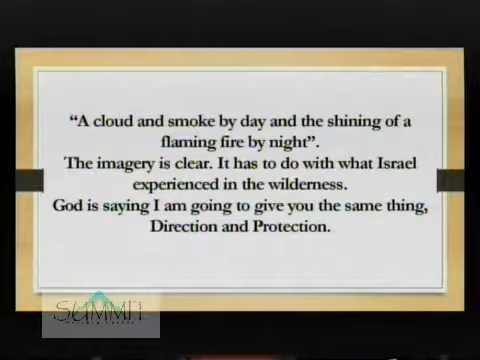 “A cloud and smoke by day and the shining of a
flaming fire by night”.
The imagery is clear. It has to do with what Israel
experienced in the wilderness.
God is saying I am going to give you the same thing,
Direction and Protection.
SUMMIT